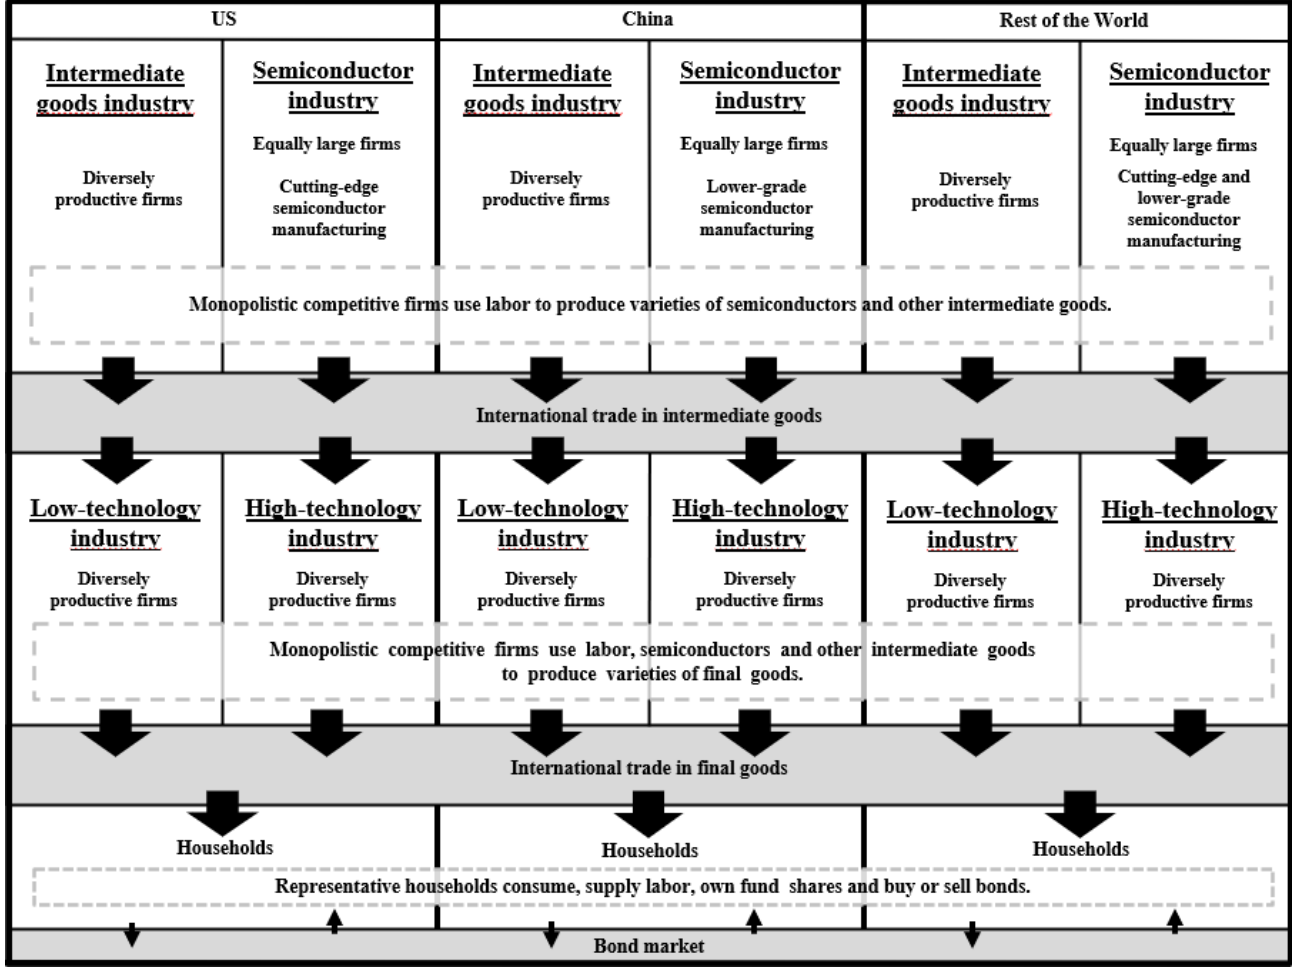 US
China
Rest of the World
Intermediate
goods industry
Diversely
productive firms
Semiconductor
industry
Equally large firms
Cutting-edge
semiconductor
manufacturing
Intermediate
goods industry
Diversely
productive firms
Semiconductor
industry
Equally large firms
Lower-grade
semiconductor
manufacturing
Intermediate
goods industry
Diversely
productive firms
Semiconductor
industry
Equally large firms
Cutting-edge and
lower-grade
semiconductor
manufacturing
Monopolistic competitive firms use labor to produce varieties of semiconductors and other intermediate goods.
International trade in intermediate goods
Low-technology
industry
Diversely
productive firms
High-technology
industry
Diversely
productive firms
Low-technology
industry
Diversely
productive firms
High-technology
industry
Diversely
productive firms
Low-technology
industry
Diversely
productive firms
High-technology
industry
Diversely
productive firms
Monopolistic competitive firms use labor, semiconductors and other intermediate goods
to produce varieties of final goods.
International trade in final goods
Households
Households
Households
Representative households consume, supply labor, own fund shares and buy or sell bonds.
Bond market